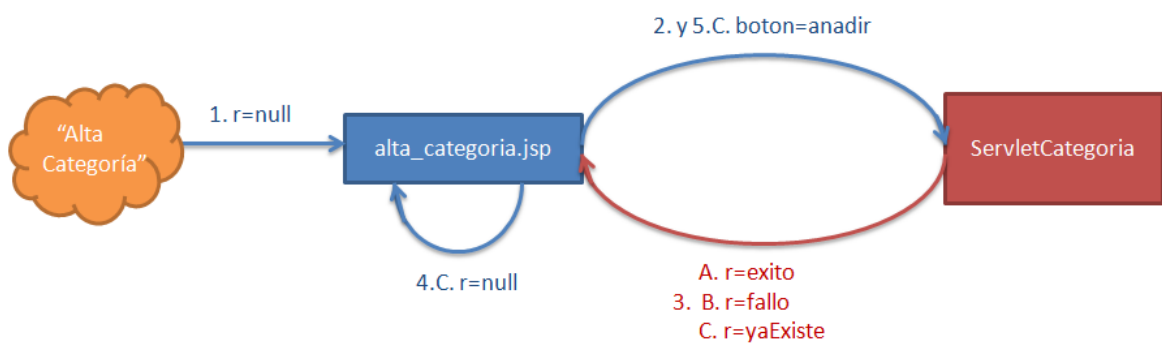 2. y 5.C. boton=anadir
1. r=null
“Alta
Categoría”
alta_categoria.jsp
ServletCategoria
4.C. r=null
A. r=exito
3. B. r=fallo
C. r=yaExiste